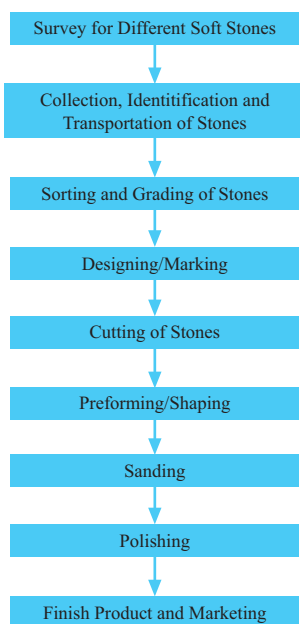 Survey for Different Soft Stones
Collection, Identitification and
Transportation of Stones
Sorting and Grading of Stones
Designing/Marking
Cutting of Stones
Preforming/Shaping
Sanding
Polishing
Finish Product and Marketing